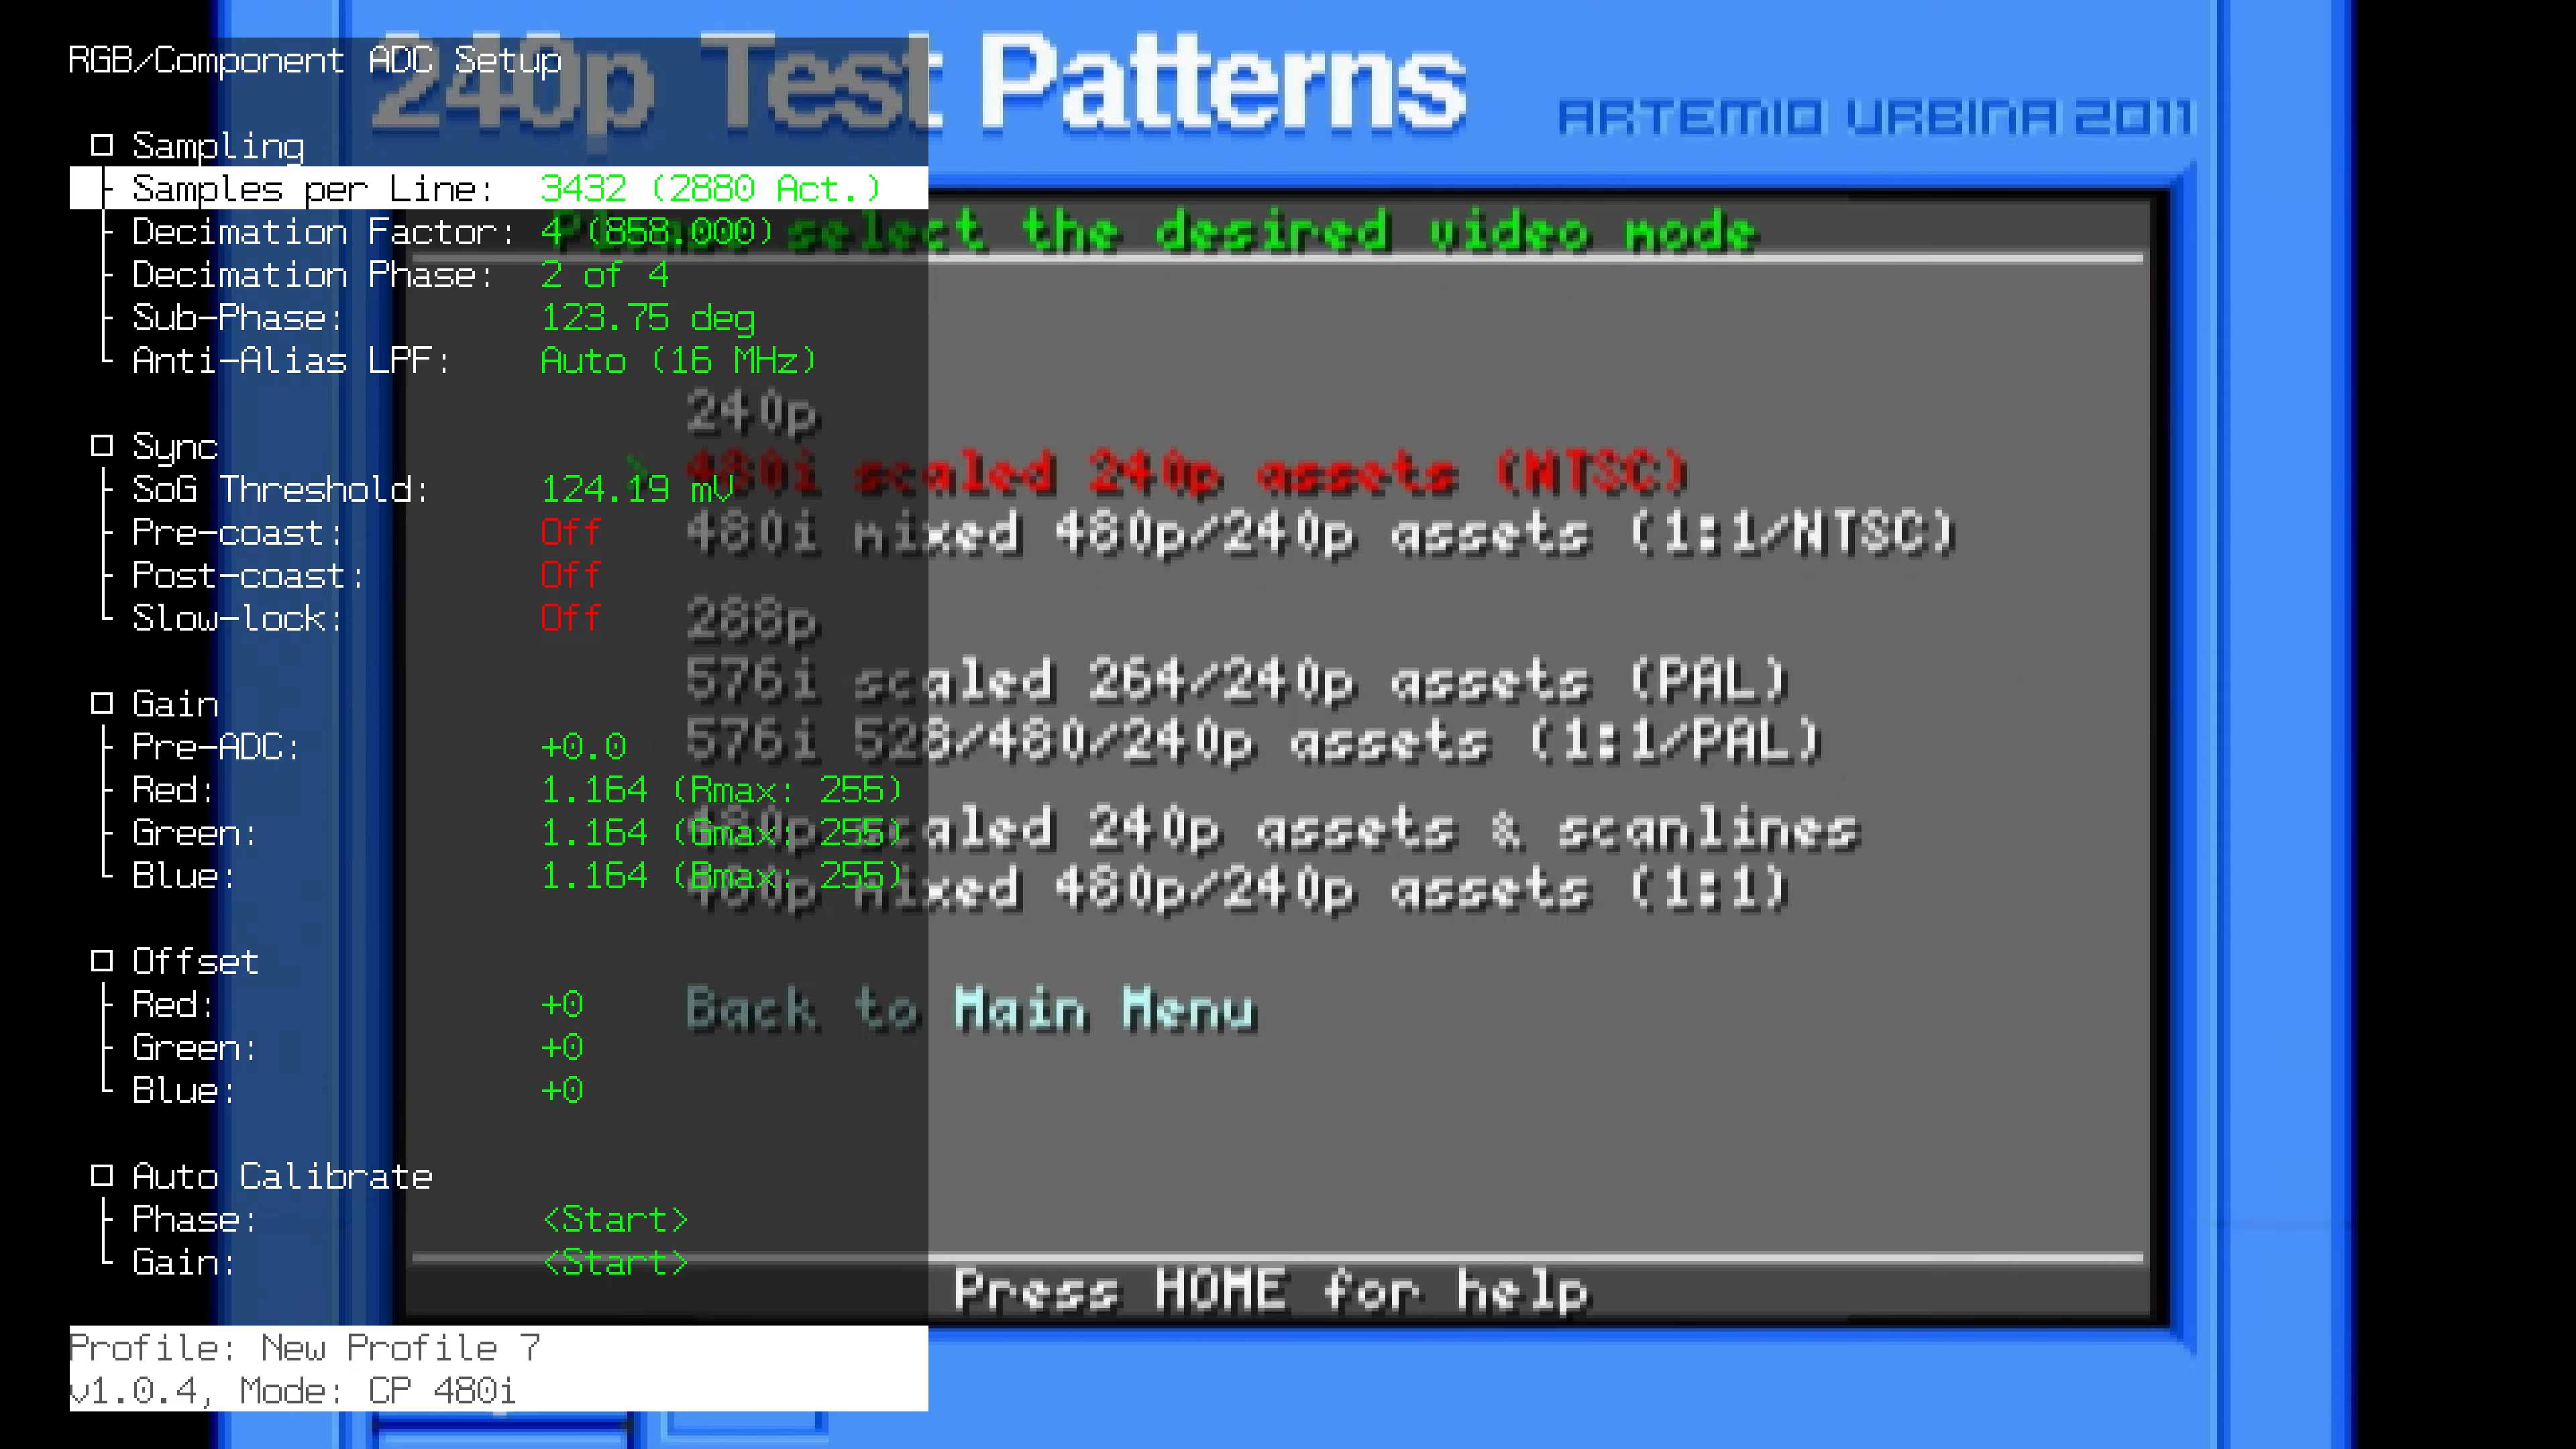 240p Test Patterns
ARTEMIO URBINA 2011
RGB/Component ADC Setup
Sampling
Samples per Line: 3432 (2880 Act.)
Decimation Factor: 4 (858.000)
Decimation Phase: 2 of 4
Sub-Phase: 123.75 deg
Anti-Alias LPF: Auto (16 MHz)
Sync
SoG Threshold: 124.19 mV
Pre-coast: Off
Post-coast: Off
Slow-lock: Off
Gain
Pre-ADC: +0.0
Red: 1.164 (Rmax: 255)
Green: 1.164 (Gmax: 255)
Blue: 1.164 (Bmax: 255)
Offset
Red: +0
Green: +0
Blue: +0
Auto Calibrate
Phase: <Start>
Gain: <Start>
Profile: New Profile 7
v1.0.4, Mode: CP 480i
Please select the desired video mode
240p
> 480i scaled 240p assets (NTSC)
480i mixed 480p/240p assets (1:1/NTSC)
288p
576i scaled 264/240p assets (PAL)
576i 528/480/240p assets (1:1/PAL)
480p scaled 240p assets & scanlines
480p mixed 480p/240p assets (1:1)
Back to Main Menu
Press HOME for help